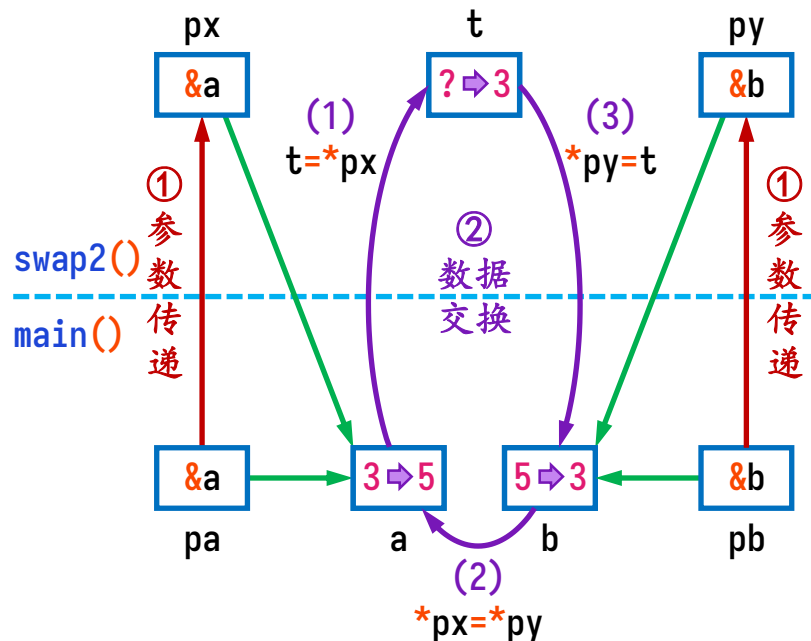 px
t
py
&a
?⇨3
&b
(1)
t=*px
(3)
*py=t
①
参
数
传
递
②
数据
交换
①
参
数
传
递
swap2()
main()
&a
3⇨5
5⇨3
&b
pa
a
b
pb
(2)
*px=*py